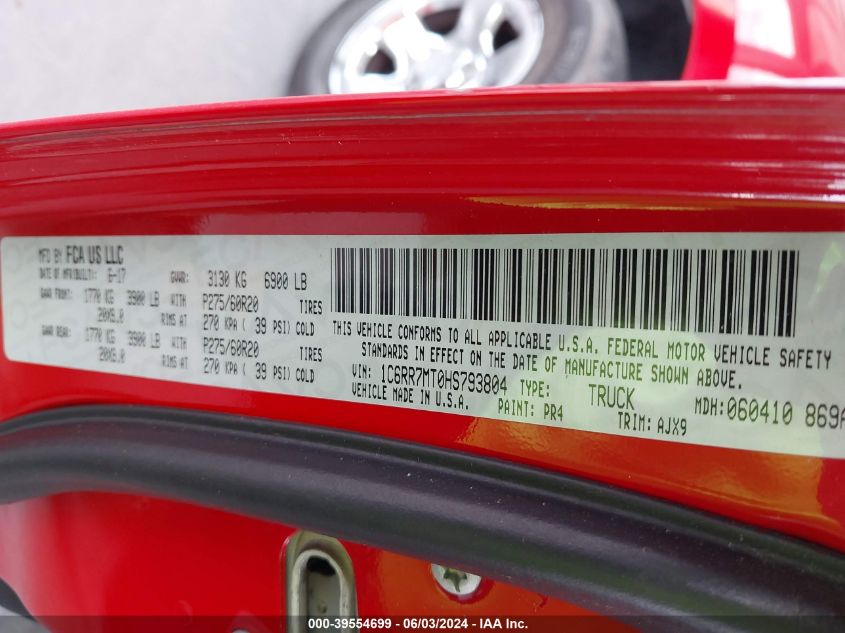 MFD BY FCA US LLC
DATE OF MFR(BUILT): 6-17 GVWR: 3130 KG 6900 LB
GAWR FRONT: 1770 KG 3900 LB WITH P275/60R20 TIRES
20X8.0 RIMS AT 270 KPA ( 39 PSI) COLD
GAWR REAR: 1770 KG 3900 LB WITH P275/60R20 TIRES
20X8.0 RIMS AT 270 KPA ( 39 PSI) COLD
THIS VEHICLE CONFORMS TO ALL APPLICABLE U.S.A. FEDERAL MOTOR VEHICLE SAFETY
STANDARDS IN EFFECT ON THE DATE OF MANUFACTURE SHOWN ABOVE.
VIN: 1C6RR7MT0HS793804 TYPE: TRUCK MDH:060410 869A
VEHICLE MADE IN U.S.A. PAINT: PR4 TRIM: AJX9
000-39554699 - 06/03/2024 - IAA Inc.